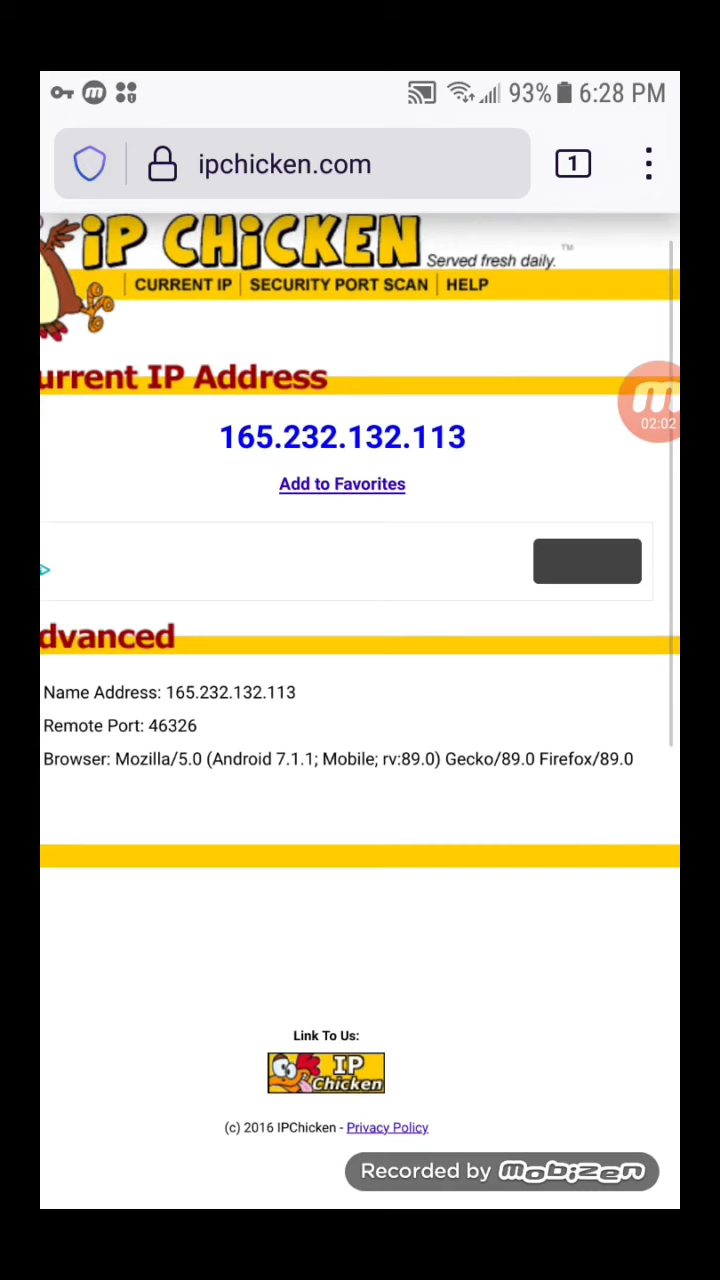 93% 6:28 PM
ipchicken.com 1
iP CHiCKEN Served fresh daily. TM
CURRENT IP | SECURITY PORT SCAN | HELP
urrent IP Address
165.232.132.113
02:02
Add to Favorites
dvanced
Name Address: 165.232.132.113
Remote Port: 46326
Browser: Mozilla/5.0 (Android 7.1.1; Mobile; rv:89.0) Gecko/89.0 Firefox/89.0
Link To Us:
IP
Chicken
(c) 2016 IPChicken - Privacy Policy
Recorded by mobizen